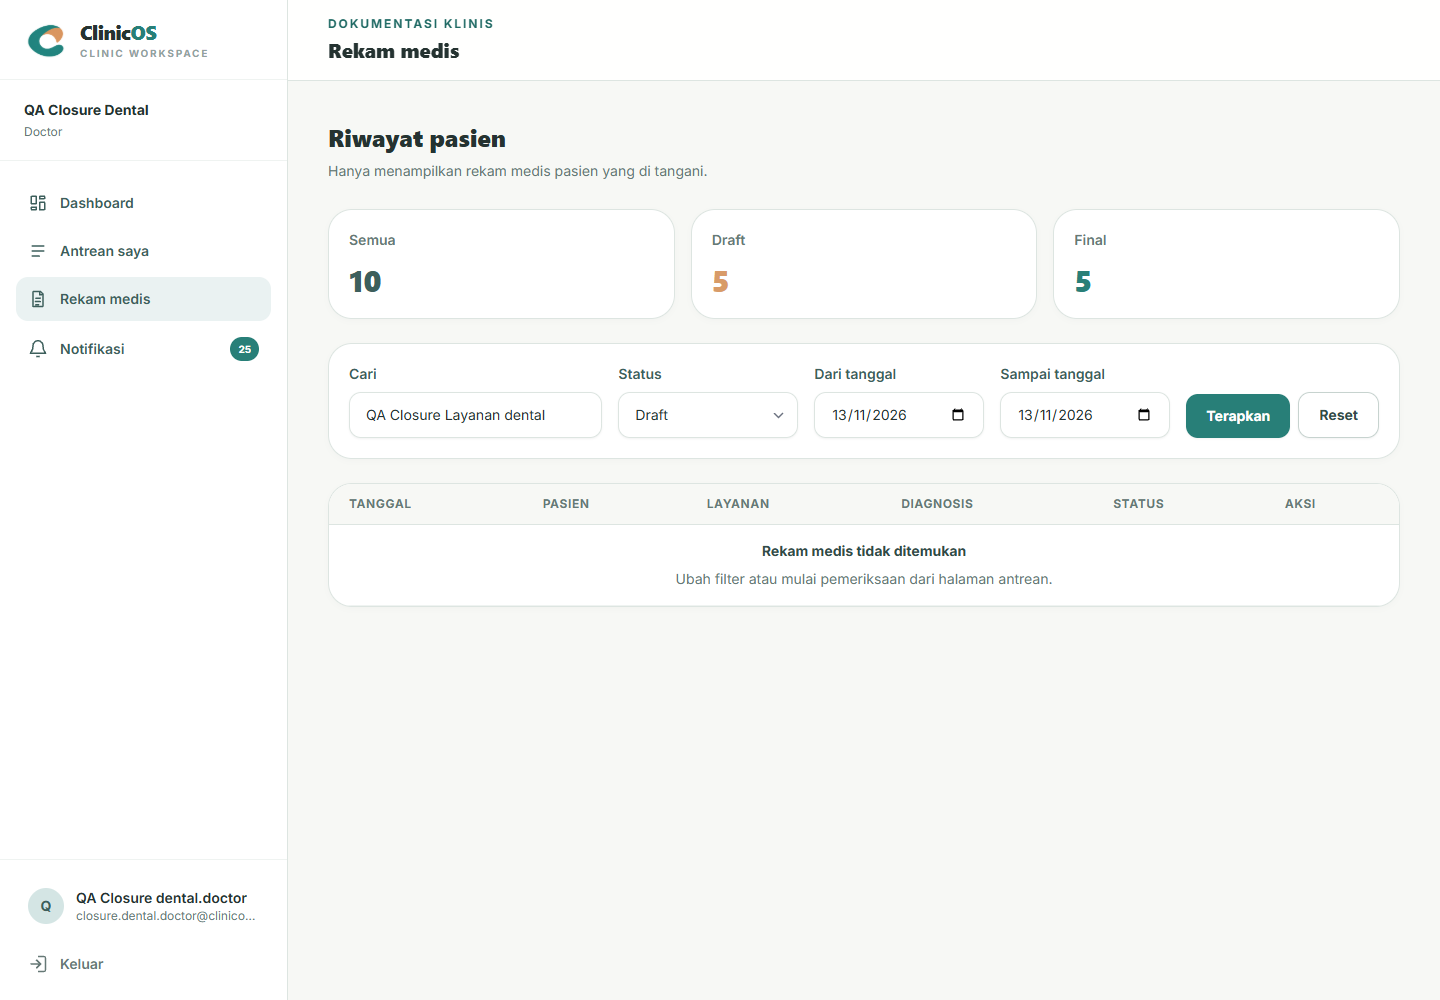 ClinicOS
CLINIC WORKSPACE
QA Closure Dental
Doctor
Dashboard
Antrean saya
Rekam medis
Notifikasi 25
QA Closure dental.doctor
Q
closure.dental.doctor@clinico...
Keluar
DOKUMENTASI KLINIS
Rekam medis
Riwayat pasien
Hanya menampilkan rekam medis pasien yang di tangani.
Semua Draft Final
10 5 5
Cari Status Dari tanggal Sampai tanggal
QA Closure Layanan dental Draft 13/11/2026 13/11/2026 Terapkan Reset
TANGGAL PASIEN LAYANAN DIAGNOSIS STATUS AKSI
Rekam medis tidak ditemukan
Ubah filter atau mulai pemeriksaan dari halaman antrean.